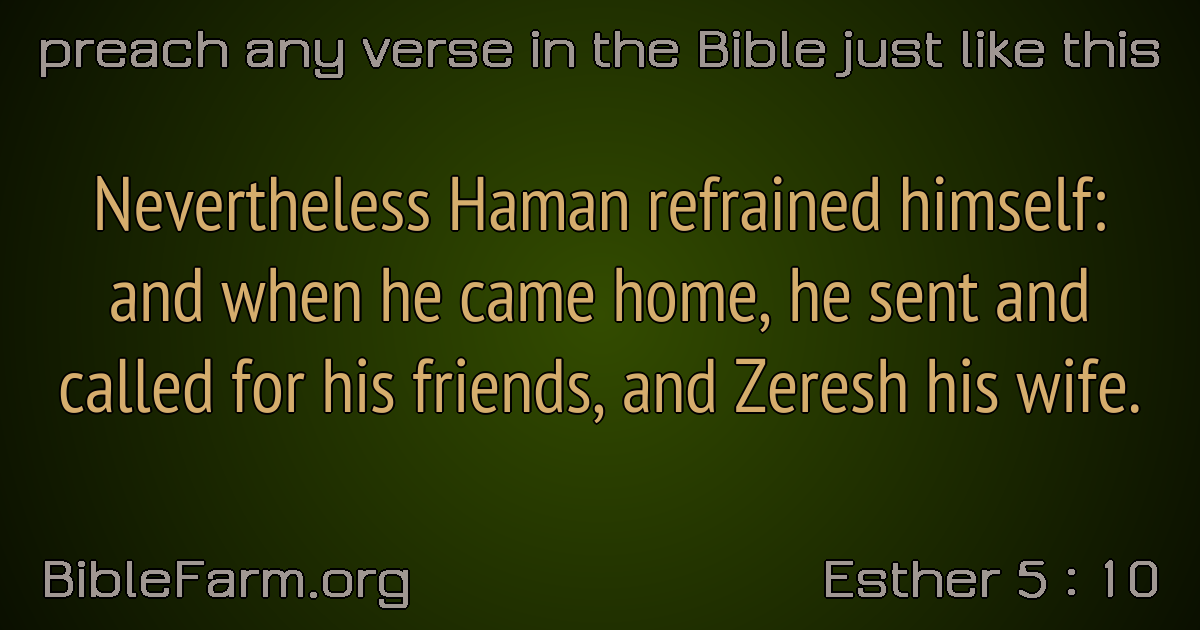 preach any verse in the Bible just like this
Nevertheless Haman refrained himself:
and when he came home, he sent and
called for his friends, and Zeresh his wife.
BibleFarm.org
Esther 5 : 10